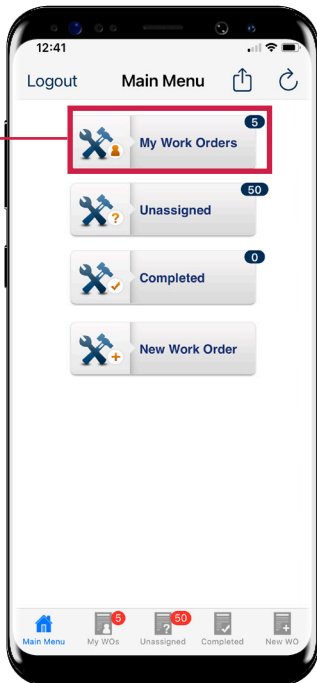 12:41
Logout Main Menu
5
My Work Orders
50
Unassigned
0
Completed
New Work Order
5 50
Main Menu My WOs Unassigned Completed New WO